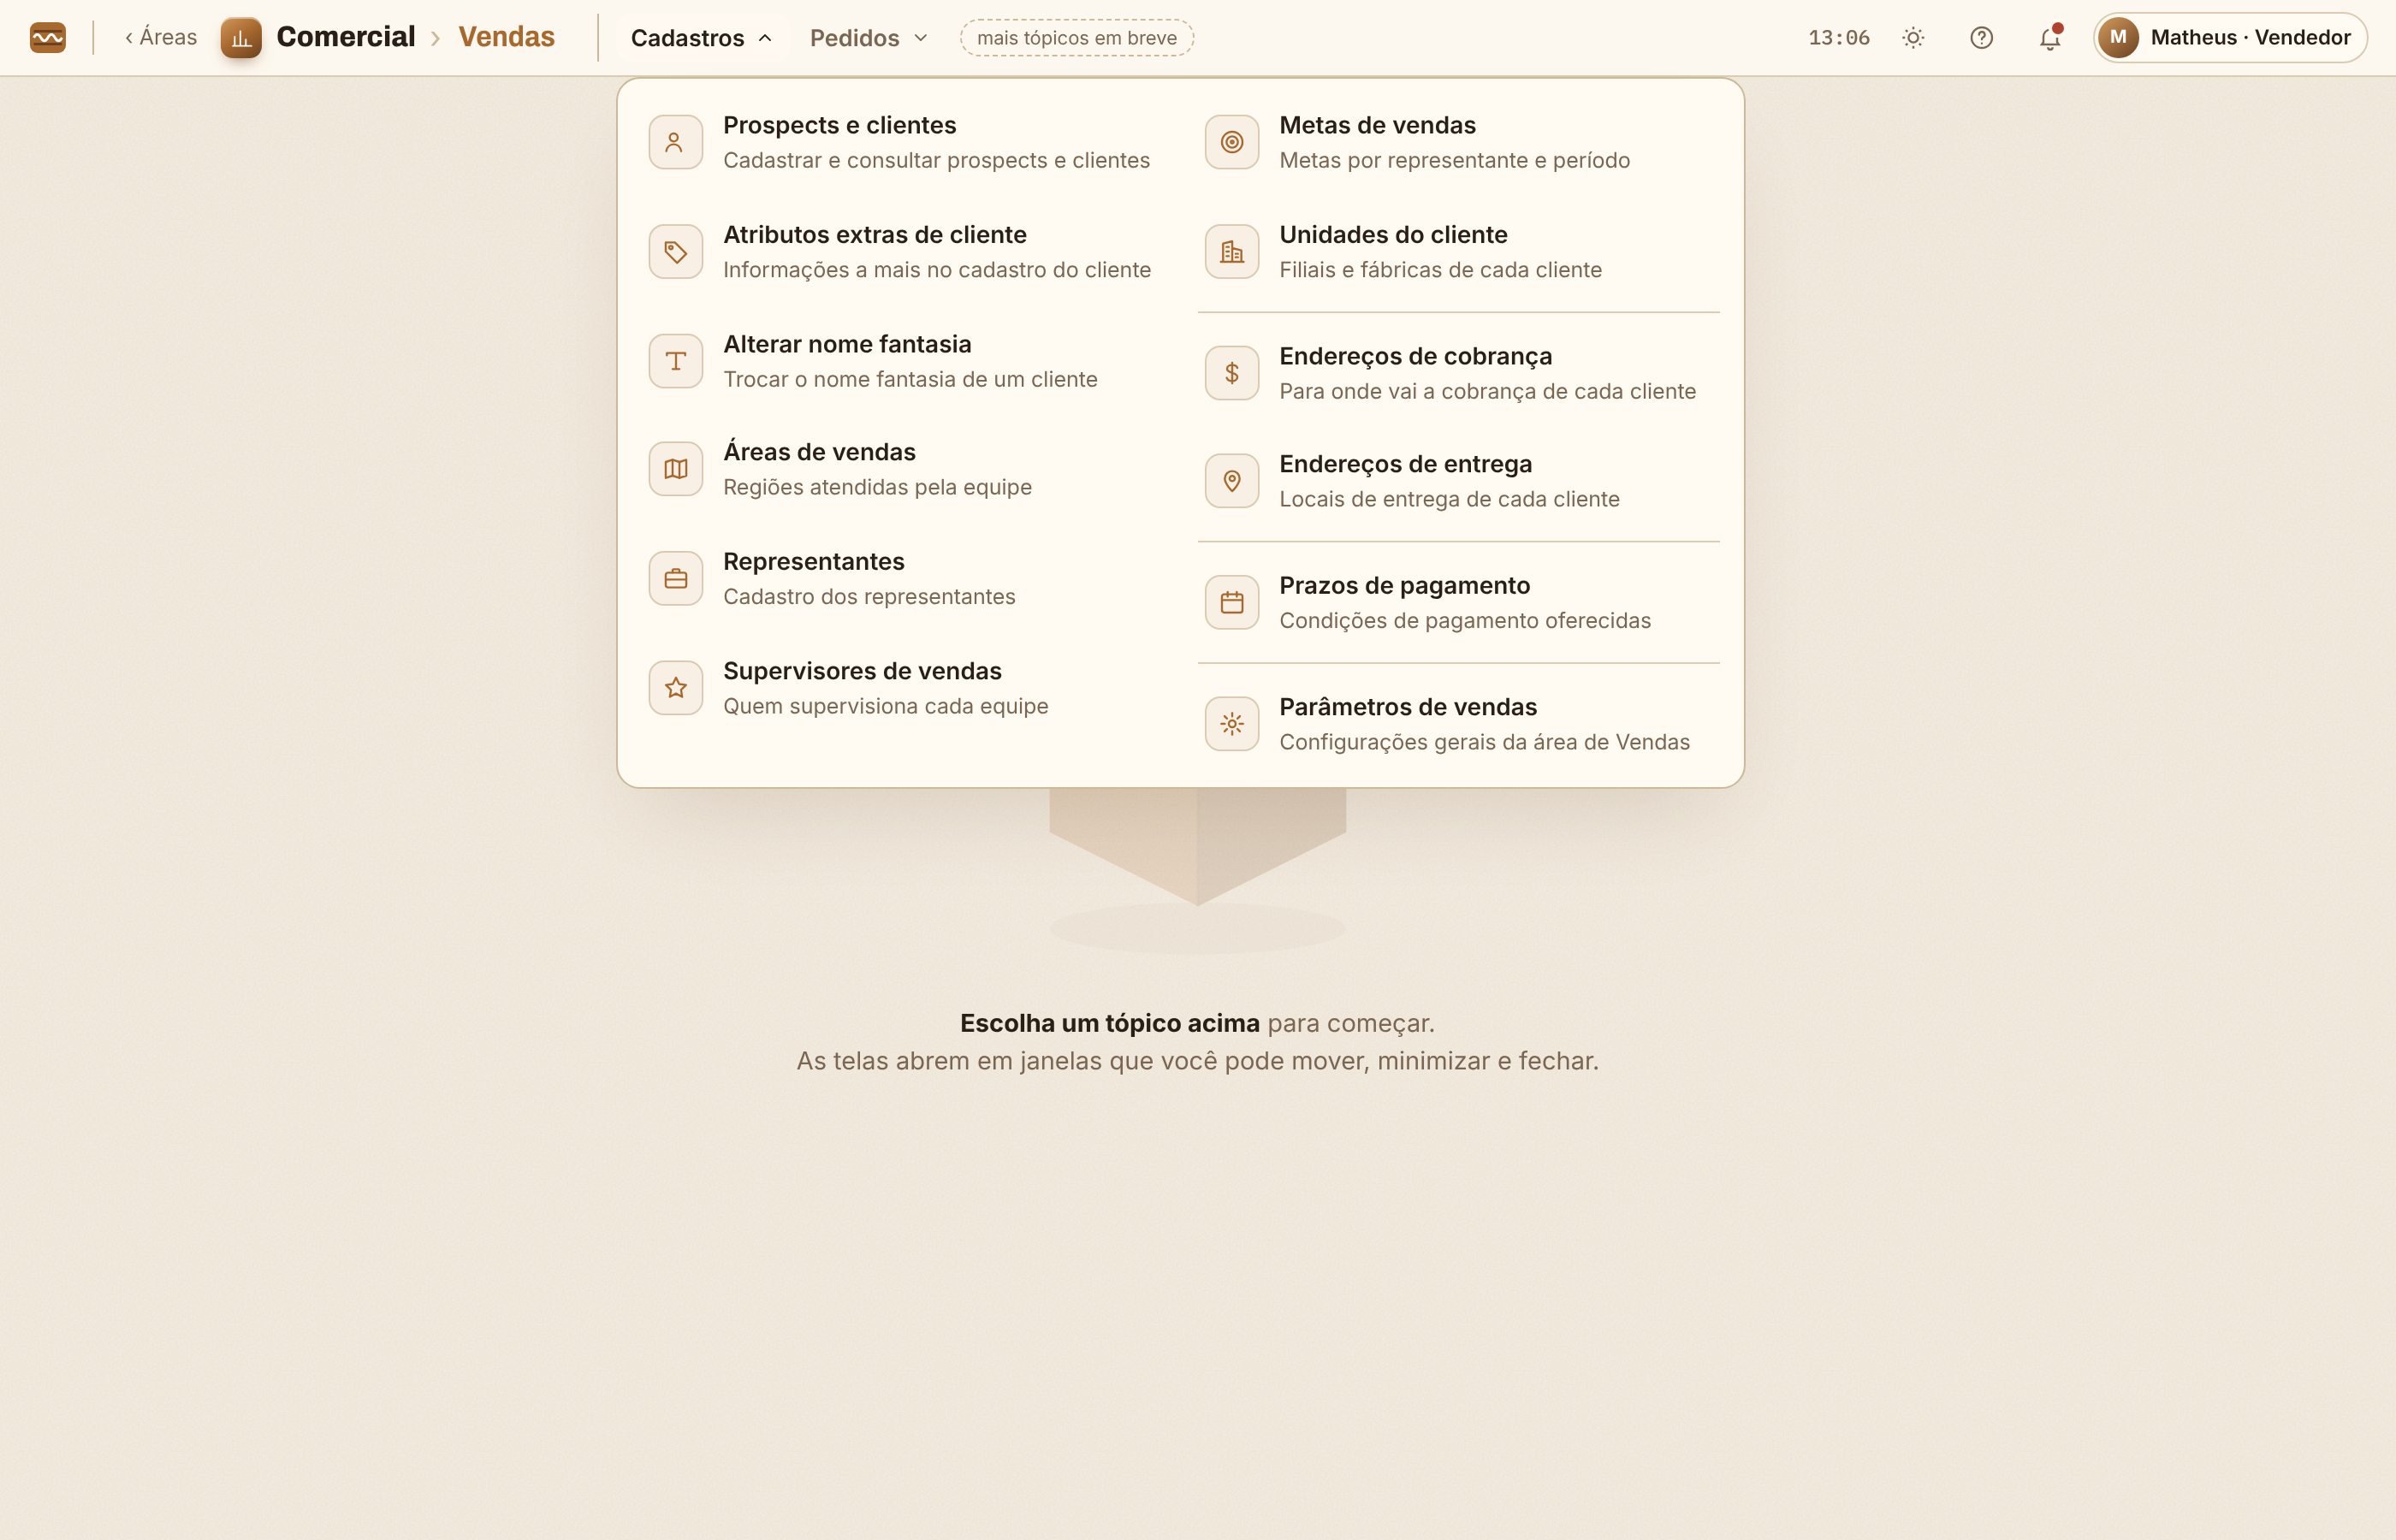 ‹ Áreas
Comercial › Vendas
Cadastros
Pedidos
mais tópicos em breve
13:06
M
Matheus · Vendedor
Prospects e clientes
Cadastrar e consultar prospects e clientes
Atributos extras de cliente
Informações a mais no cadastro do cliente
Alterar nome fantasia
Trocar o nome fantasia de um cliente
Áreas de vendas
Regiões atendidas pela equipe
Representantes
Cadastro dos representantes
Supervisores de vendas
Quem supervisiona cada equipe
Metas de vendas
Metas por representante e período
Unidades do cliente
Filiais e fábricas de cada cliente
Endereços de cobrança
Para onde vai a cobrança de cada cliente
Endereços de entrega
Locais de entrega de cada cliente
Prazos de pagamento
Condições de pagamento oferecidas
Parâmetros de vendas
Configurações gerais da área de Vendas
Escolha um tópico acima para começar.
As telas abrem em janelas que você pode mover, minimizar e fechar.